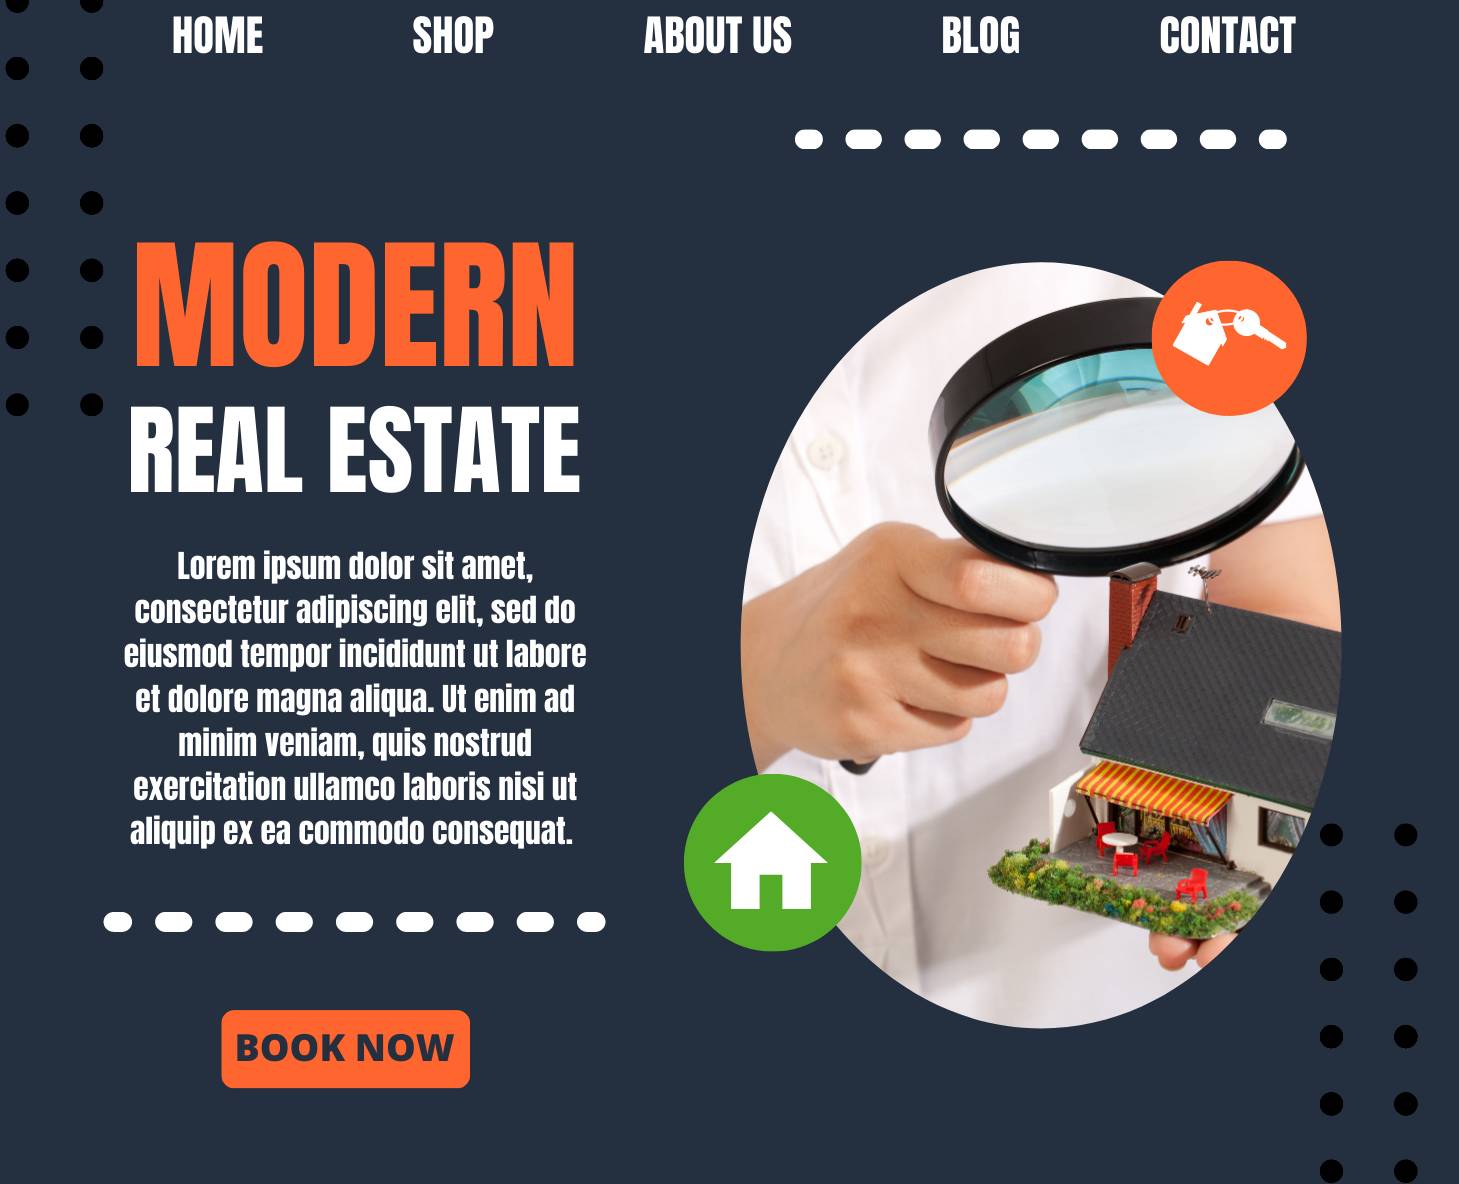 HOME SHOP ABOUT US BLOG CONTACT
MODERN
REAL ESTATE
Lorem ipsum dolor sit amet,
consectetur adipiscing elit, sed do
eiusmod tempor incididunt ut labore
et dolore magna aliqua. Ut enim ad
minim veniam, quis nostrud
exercitation ullamco laboris nisi ut
aliquip ex ea commodo consequat.
BOOK NOW